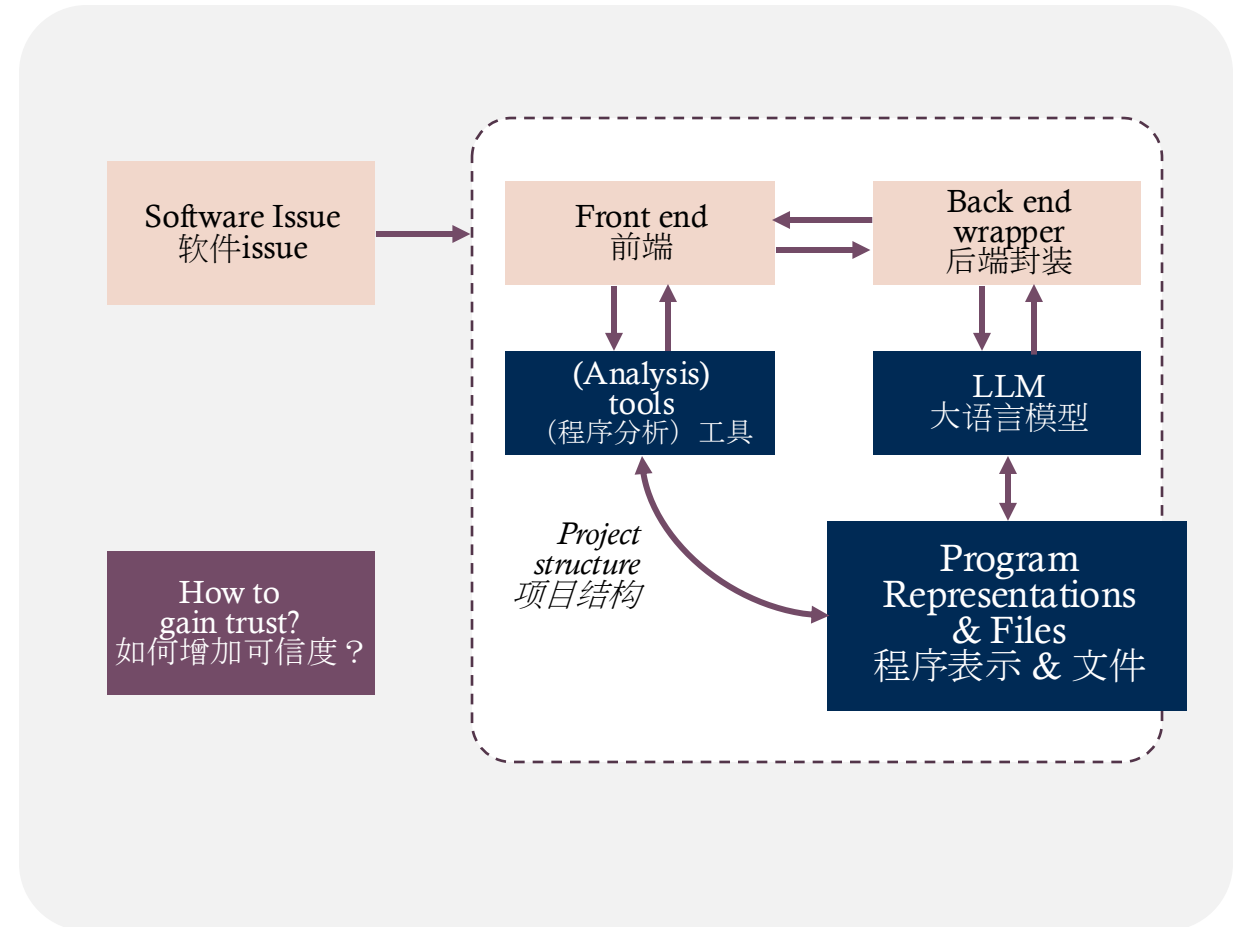 Software Issue
软件issue
Front end
前端
Back end
wrapper
后端封装
(Analysis)
tools
（程序分析）工具
LLM
大语言模型
Project
structure
项目结构
How to
gain trust?
如何增加可信度？
Program
Representations
& Files
程序表示 & 文件